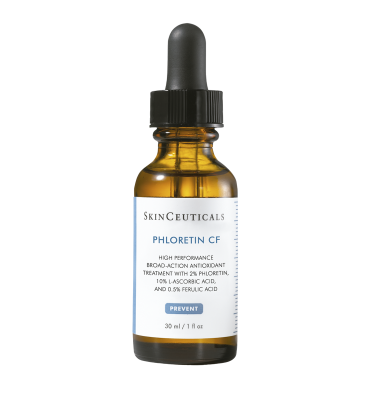 SKINCEUTICALS
PHLORETIN CF
HIGH PERFORMANCE
BROAD-ACTION ANTIOXIDANT
TREATMENT WITH 2% PHLORETIN,
10% L-ASCORBIC ACID,
AND 0.5% FERULIC ACID
PREVENT
30 ml / 1 fl oz